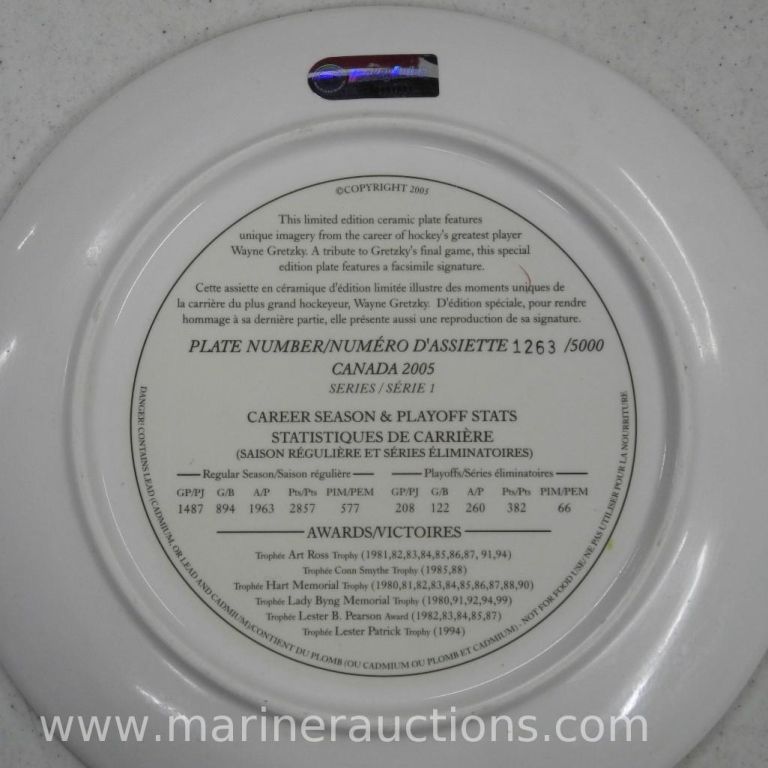 ©COPYRIGHT 2005
This limited edition ceramic plate features
unique imagery from the career of hockey's greatest player
Wayne Gretzky. A tribute to Gretzky's final game, this special
edition plate features a facsimile signature.
Cette assiette en céramique d'édition limitée illustre des moments uniques de
la carrière du plus grand hockeyeur, Wayne Gretzky. D'édition spéciale, pour rendre
hommage à sa dernière partie, elle présente aussi une reproduction de sa signature.
PLATE NUMBER/NUMÉRO D'ASSIETTE 1263 /5000
CANADA 2005
SERIES / SÉRIE 1
CAREER SEASON & PLAYOFF STATS
STATISTIQUES DE CARRIÈRE
(SAISON RÉGULIÈRE ET SÉRIES ÉLIMINATOIRES)
Regular Season/Saison régulière Playoffs/Séries éliminatoires
GP/PJ G/B A/P Pts/Pts PIM/PEM GP/PJ G/B A/P Pts/Pts PIM/PEM
1487 894 1963 2857 577 208 122 260 382 66
AWARDS/VICTOIRES
Trophée Art Ross Trophy (1981,82,83,84,85,86,87, 91,94)
Trophée Conn Smythe Trophy (1985,88)
Trophée Hart Memorial Trophy (1980,81,82,83,84,85,86,87,88,90)
Trophée Lady Byng Memorial Trophy (1980,91,92,94,99)
Trophée Lester B. Pearson Award (1982,83,84,85,87)
Trophée Lester Patrick Trophy (1994)
DANGER: CONTAINS LEAD (CADMIUM, OR LEAD AND CADMIUM)/CONTIENT DU PLOMB (OU CADMIUM OU PLOMB ET CADMIUM) - NOT FOR FOOD USE/NE PAS UTILISER POUR LA NOURRITURE
www.marinerauctions.com